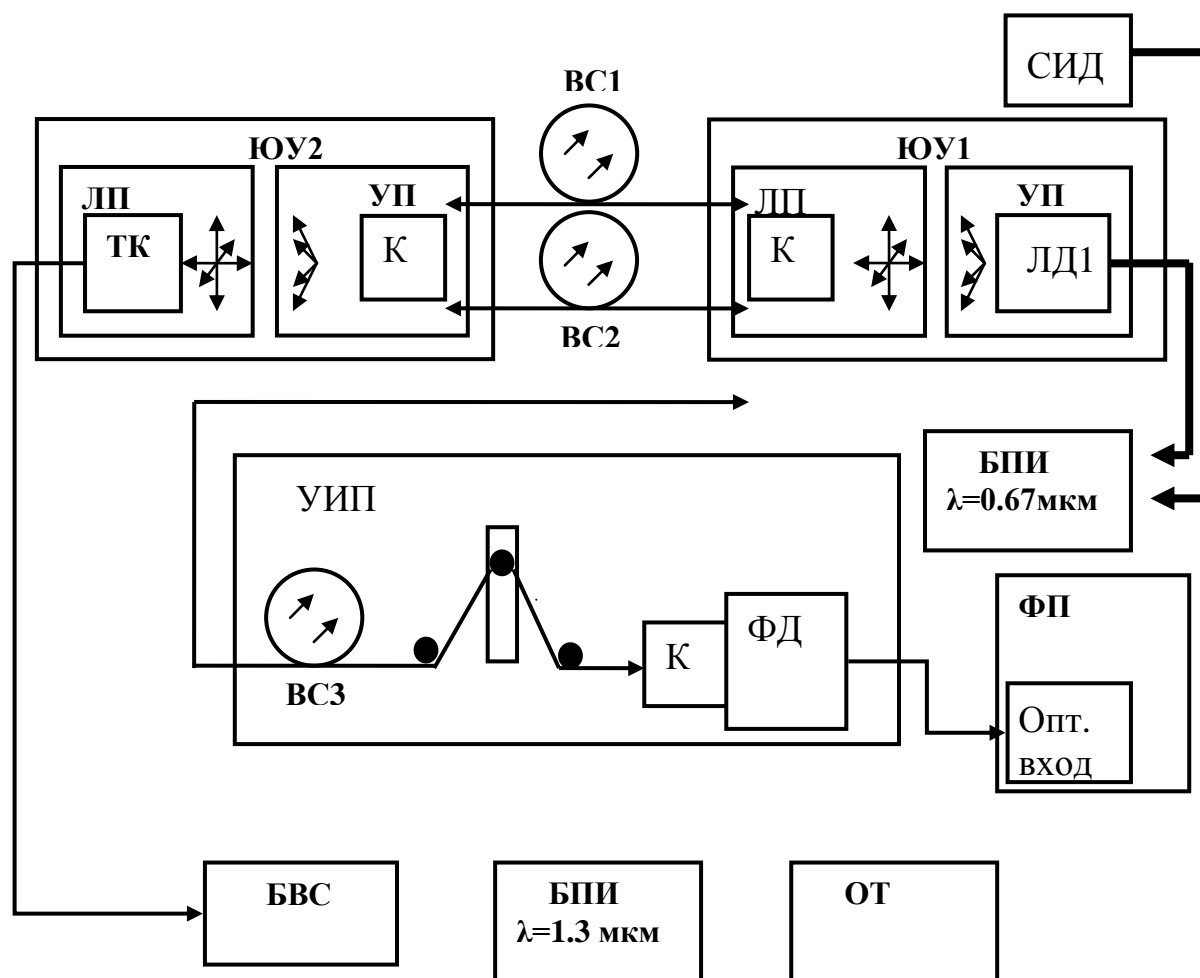 СИД
ВС1
ЮУ2
ЮУ1
ЛП
УП
ЛП
УП
ТК
К
К
ЛД1
ВС2
БПИ
λ=0.67мкм
УИП
ФП
ФД
К
ВС3
Опт.
вход
БВС
БПИ
λ=1.3 мкм
ОТ